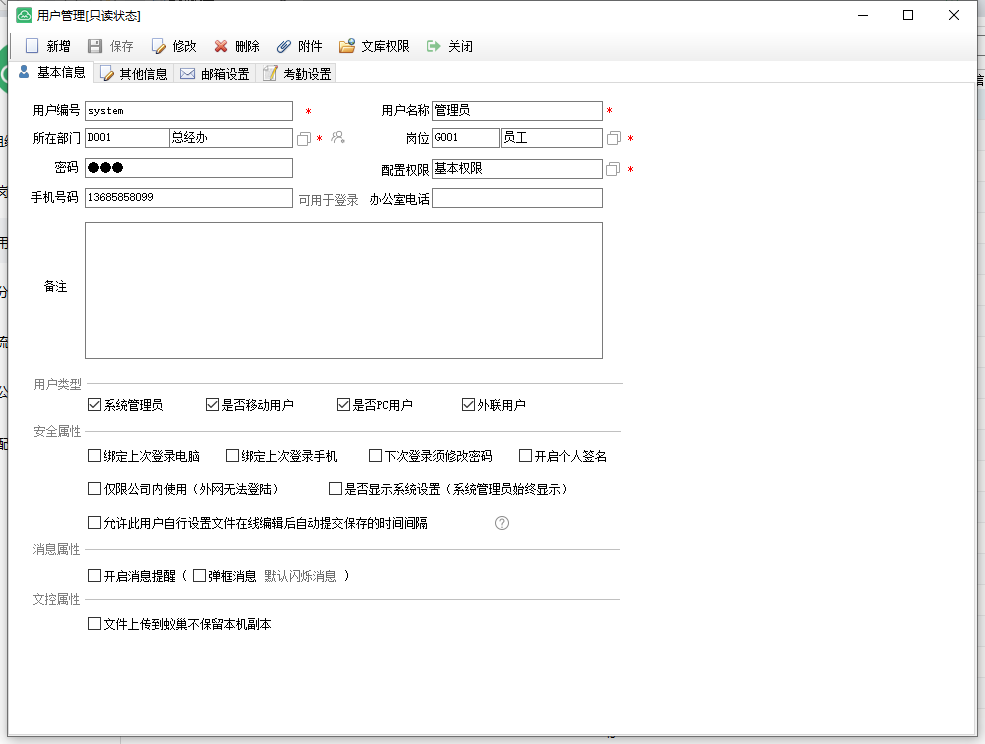 用户管理[只读状态]
新增 保存 修改 删除 附件 文库权限 关闭
基本信息 其他信息 邮箱设置 考勤设置
用户编号 system * 用户名称 管理员 *
所在部门 D001 总经办 * 岗位 G001 员工 *
密码 ●●● 配置权限 基本权限 *
手机号码 13685858099 可用于登录 办公室电话
备注
用户类型
系统管理员 是否移动用户 是否PC用户 外联用户
安全属性
绑定上次登录电脑 绑定上次登录手机 下次登录须修改密码 开启个人签名
仅限公司内使用（外网无法登陆） 是否显示系统设置（系统管理员始终显示）
允许此用户自行设置文件在线编辑后自动提交保存的时间间隔 ?
消息属性
开启消息提醒（ 弹框消息 默认闪烁消息 ）
文控属性
文件上传到蚁巢不保留本机副本